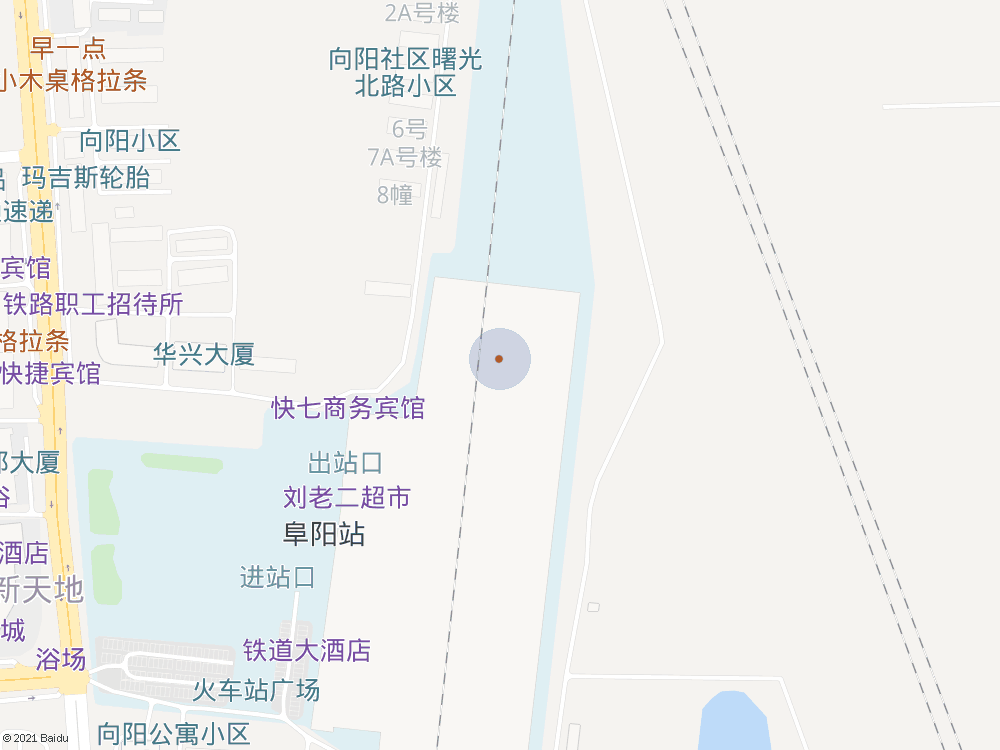 2A号楼
早一点
向阳社区曙光
北路小区
小木桌格拉条
6号
向阳小区
7A号楼
玛吉斯轮胎
8幢
速递
宾馆
铁路职工招待所
格拉条
华兴大厦
快捷宾馆
快七商务宾馆
大厦
出站口
刘老二超市
阜阳站
酒店
进站口
新天地
城
铁道大酒店
浴场
火车站广场
向阳公寓小区
© 2021 Baidu